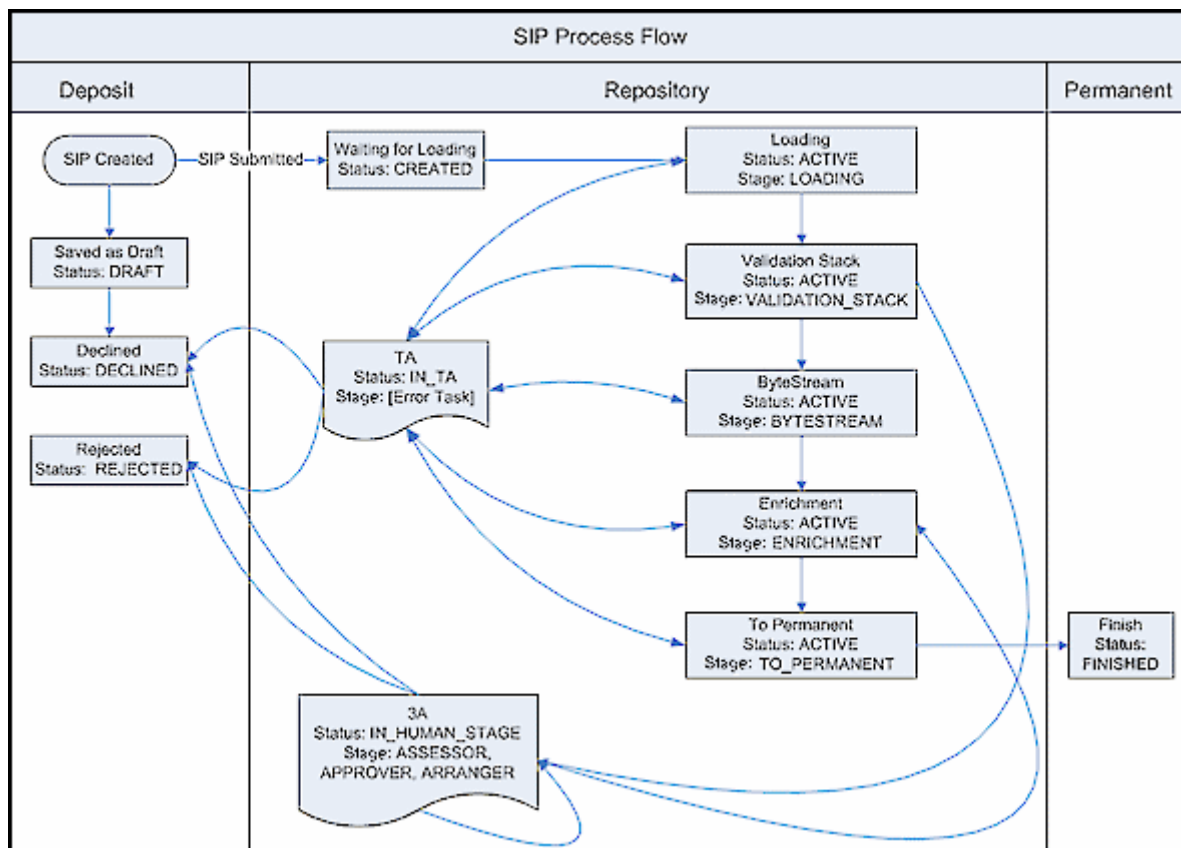 SIP Process Flow
Deposit
Repository
Permanent
SIP Created
SIP Submitted
Waiting for Loading
Status: CREATED
Loading
Status: ACTIVE
Stage: LOADING
Saved as Draft
Status: DRAFT
Validation Stack
Status: ACTIVE
Stage: VALIDATION_STACK
Declined
Status: DECLINED
TA
Status: IN_TA
Stage: [Error Task]
ByteStream
Status: ACTIVE
Stage: BYTESTREAM
Rejected
Status: REJECTED
Enrichment
Status: ACTIVE
Stage: ENRICHMENT
To Permanent
Status: ACTIVE
Stage: TO_PERMANENT
Finish
Status:
FINISHED
3A
Status: IN_HUMAN_STAGE
Stage: ASSESSOR,
APPROVER, ARRANGER